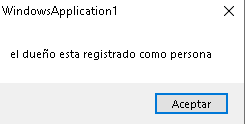 WindowsApplication1
el dueño esta registrado como persona
Aceptar